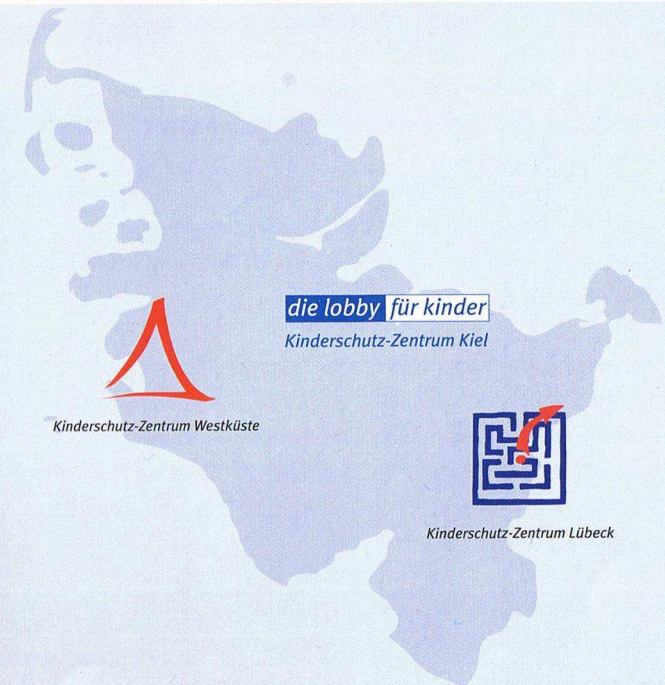 die lobby für kinder
Kinderschutz-Zentrum Kiel
Kinderschutz-Zentrum Westküste
Kinderschutz-Zentrum Lübeck